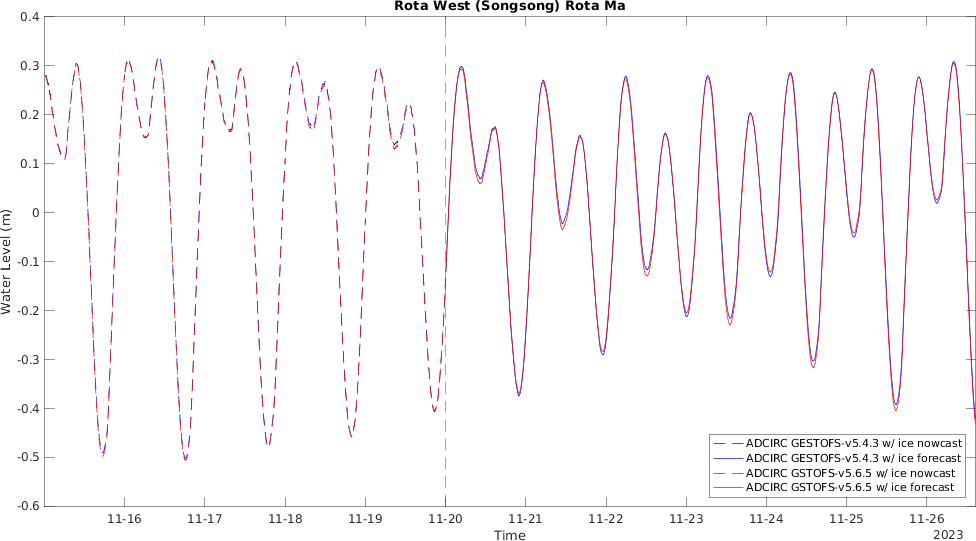 Rota West (Songsong) Rota Ma
0.4
0.3
0.2
0.1
0
-0.1
-0.2
-0.3
-0.4
-0.5
-0.6
Water Level (m)
ADCIRC GESTOFS-v5.4.3 w/ ice nowcast
ADCIRC GESTOFS-v5.4.3 w/ ice forecast
ADCIRC GSTOFS-v5.6.5 w/ ice nowcast
ADCIRC GSTOFS-v5.6.5 w/ ice forecast
11-16 11-17 11-18 11-19 11-20 11-21 11-22 11-23 11-24 11-25 11-26
Time
2023